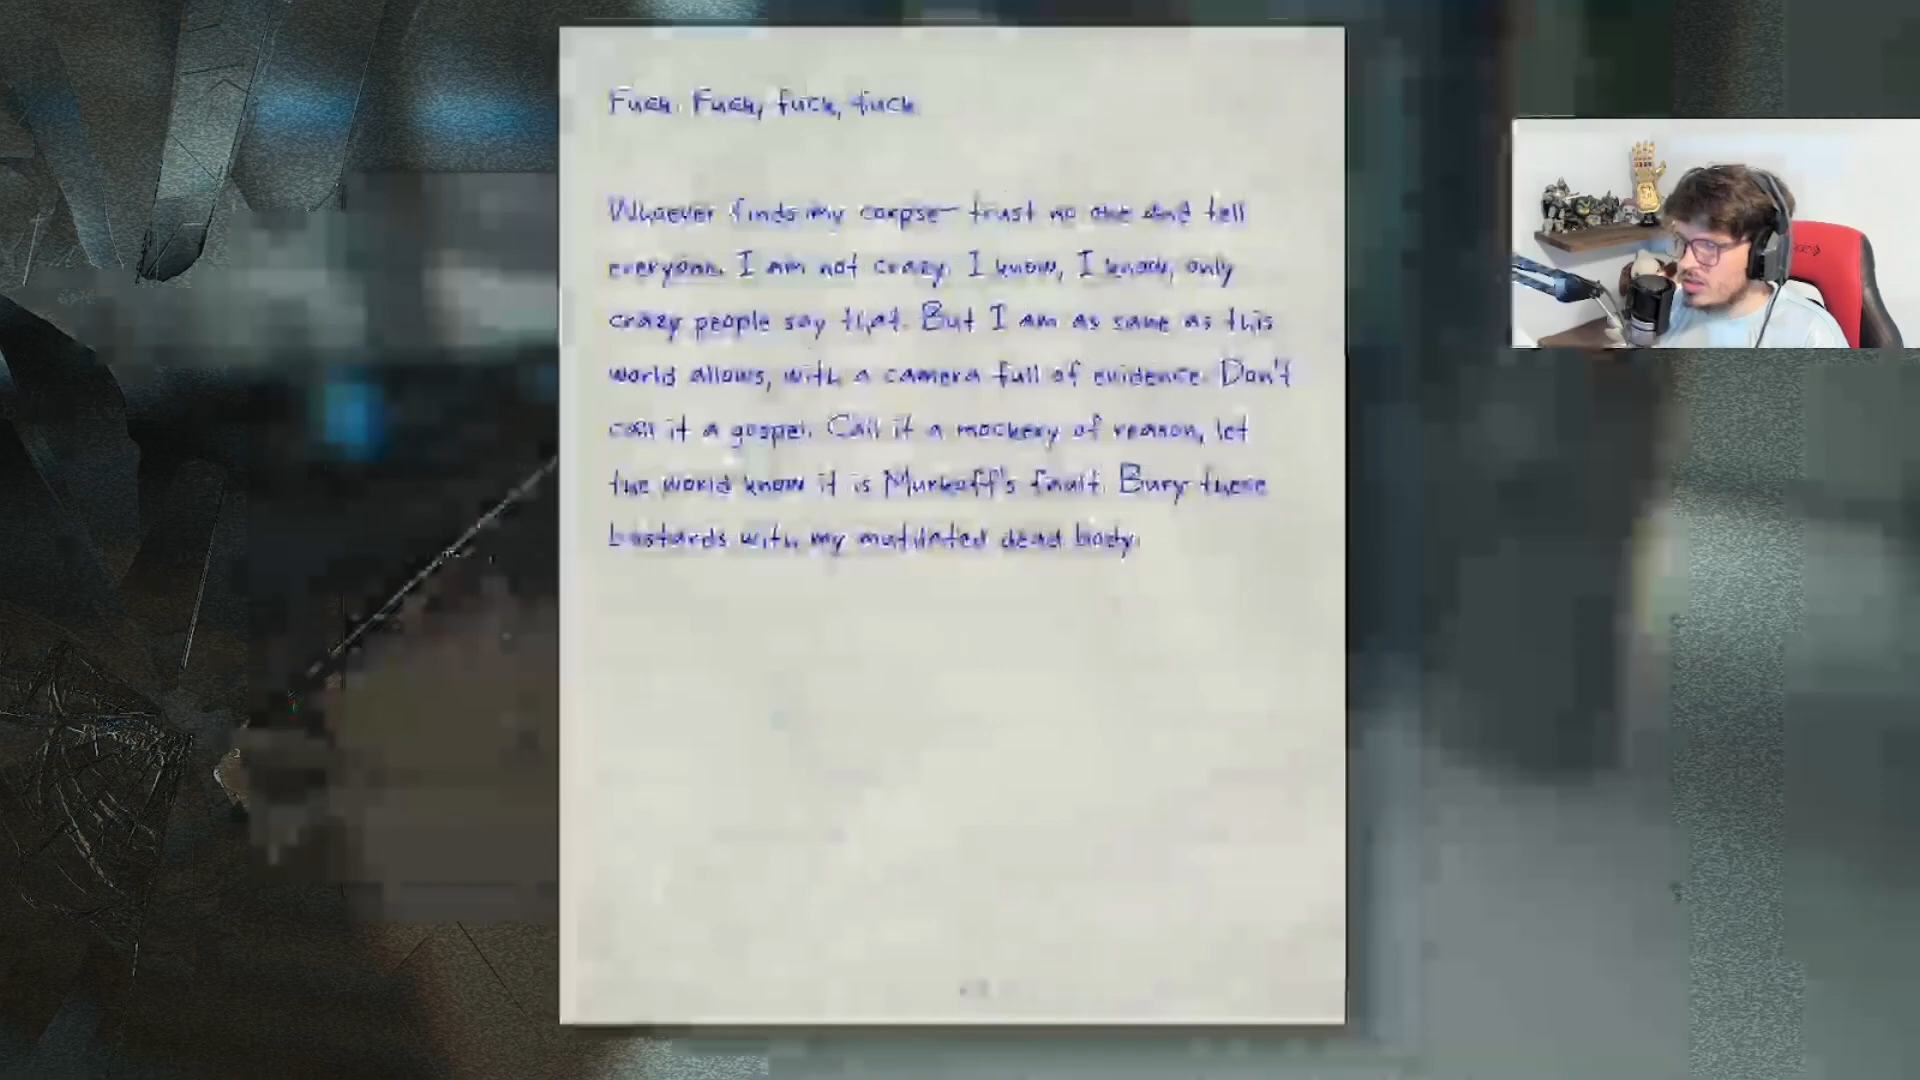 Fuck. Fuck, fuck, fuck
Whoever finds my corpse— trust no one and tell
everyone. I am not crazy. I know, I know, only
crazy people say that. But I am as sane as this
world allows, with a camera full of evidence. Don't
call it a gospel. Call it a mockery of reason, let
the world know it is Murkoff's fault. Bury these
bastards with my mutilated dead body.